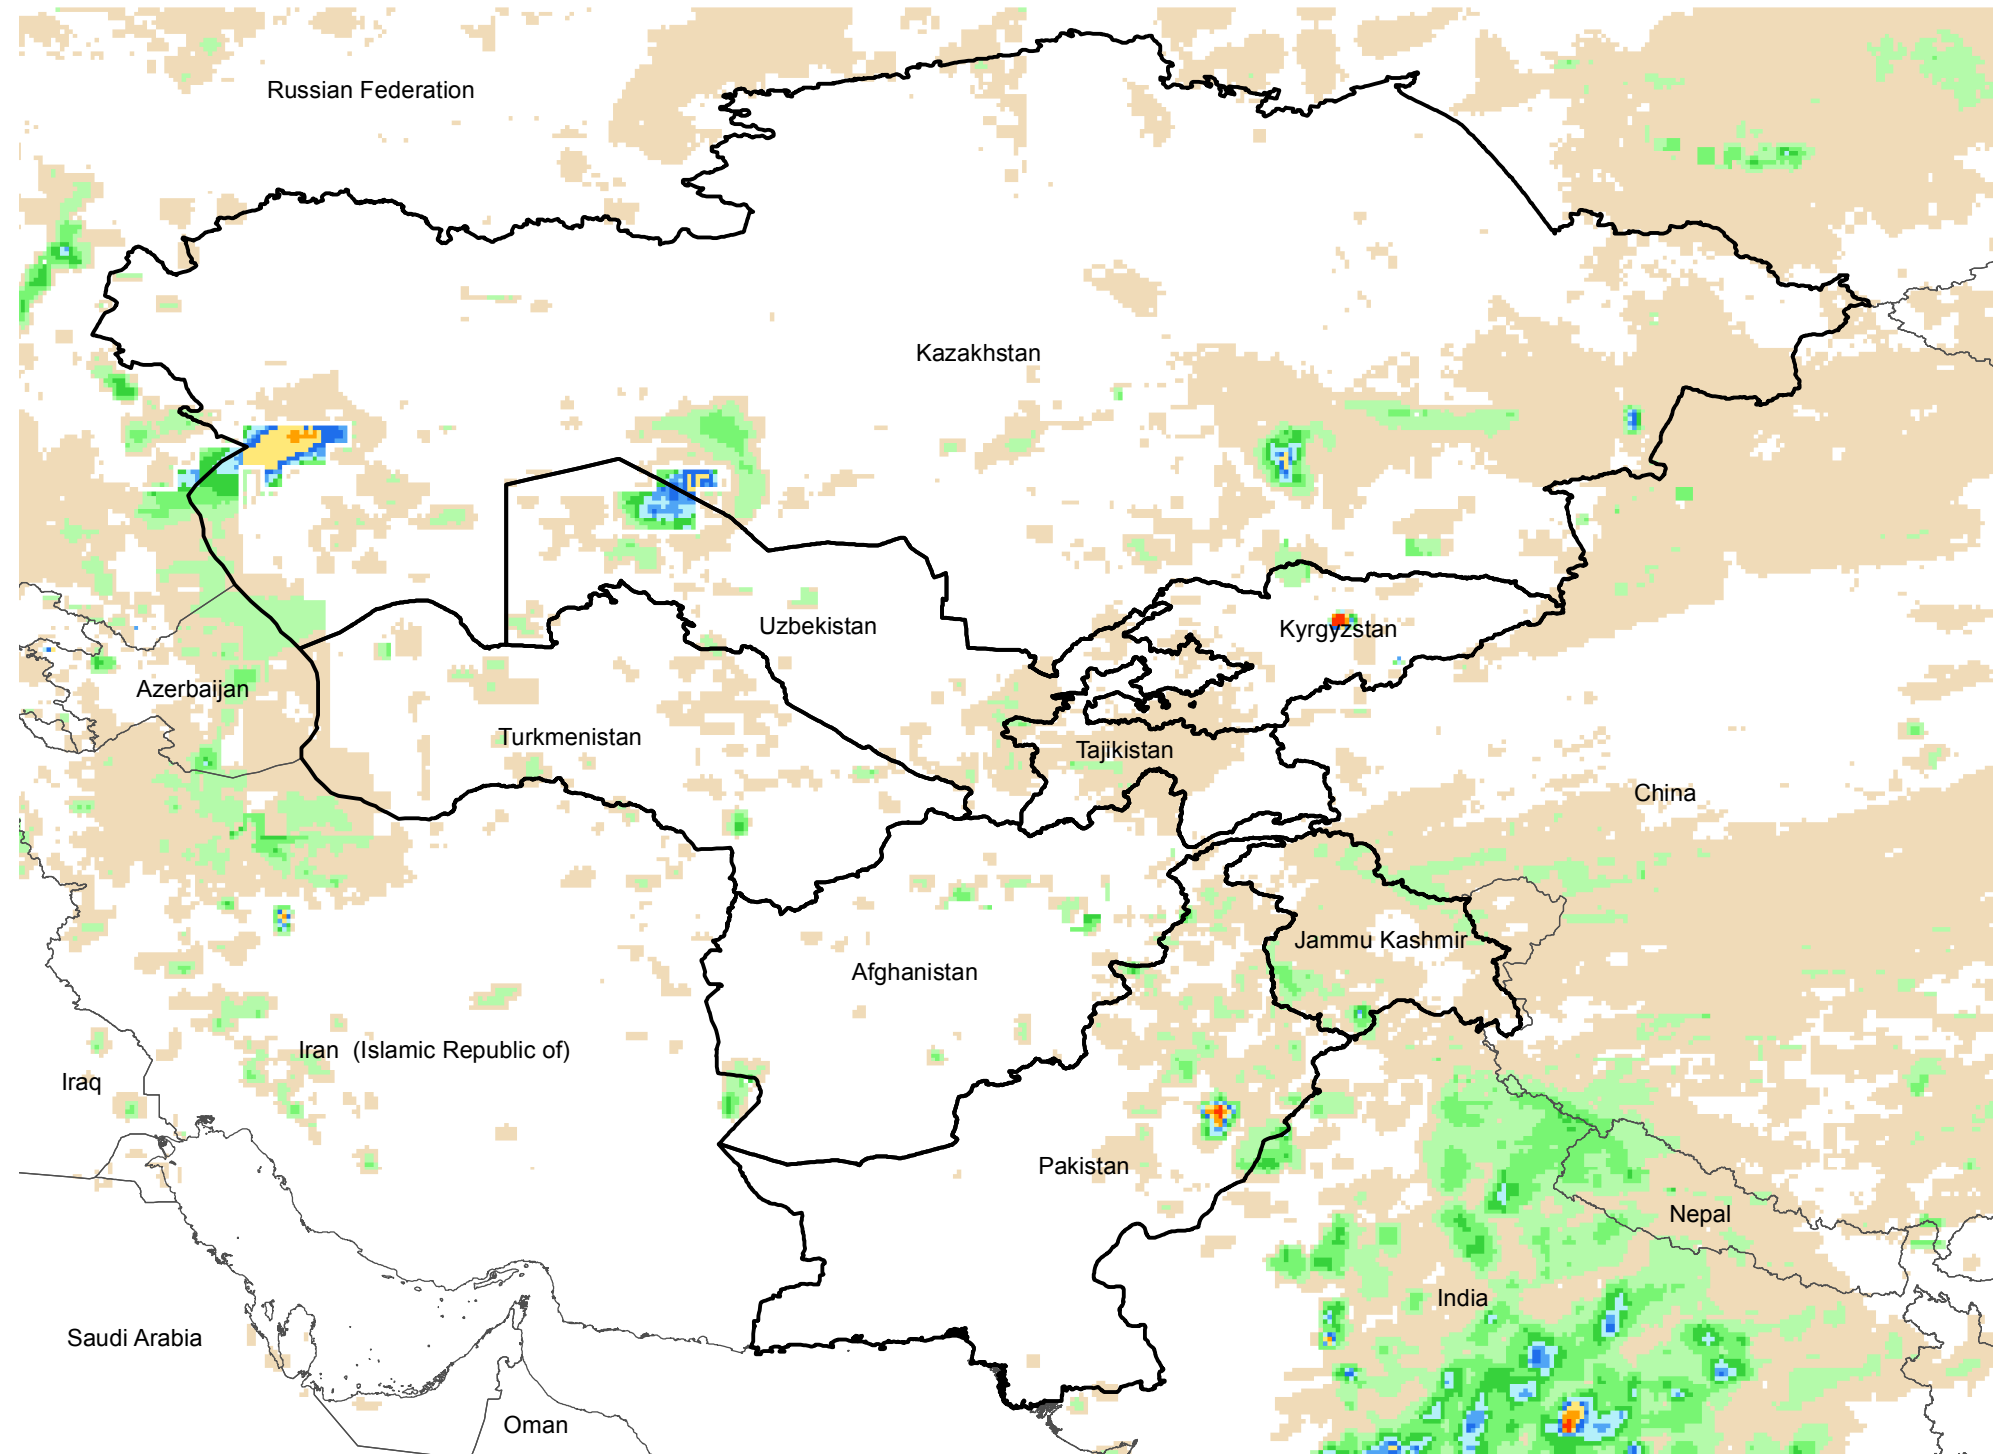 Russian Federation
Kazakhstan
Uzbekistan
Kyrgyzstan
Azerbaijan
Turkmenistan
Tajikistan
China
Jammu Kashmir
Afghanistan
Iran  (Islamic Republic of)
Iraq
Pakistan
Nepal
India
Saudi Arabia
Oman